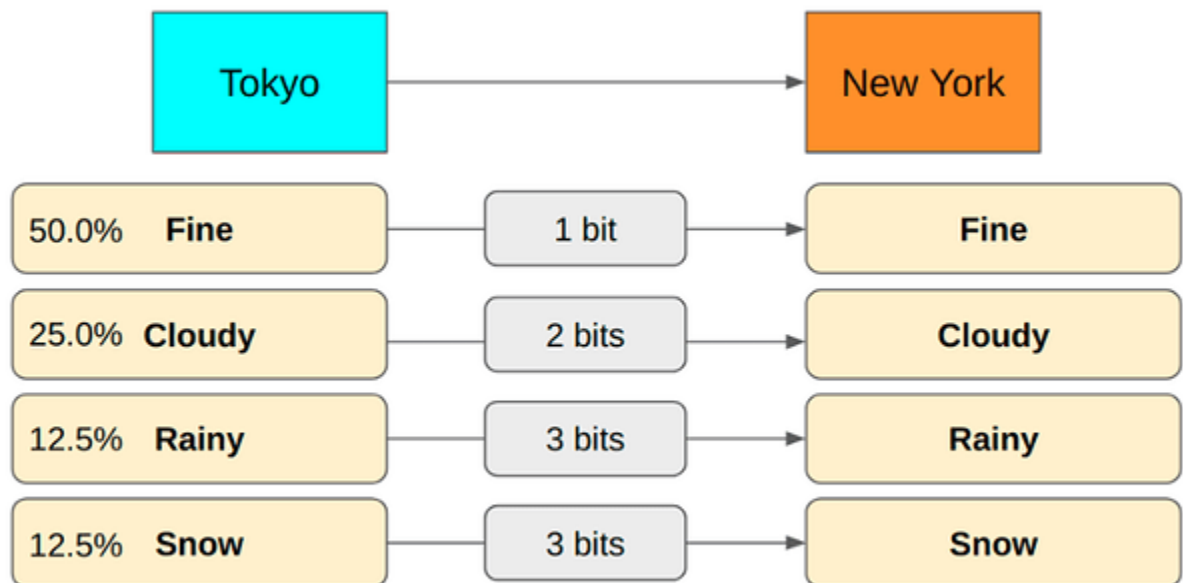 Tokyo New York
50.0% Fine 1 bit Fine
25.0% Cloudy 2 bits Cloudy
12.5% Rainy 3 bits Rainy
12.5% Snow 3 bits Snow